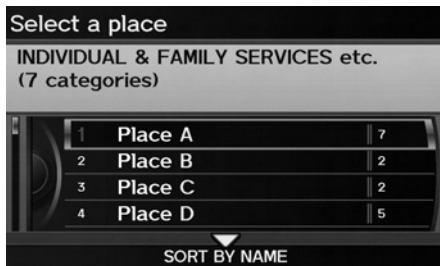 Select a place
INDIVIDUAL & FAMILY SERVICES etc.
(7 categories)
1 Place A 7
2 Place B 2
3 Place C 2
4 Place D 5
SORT BY NAME